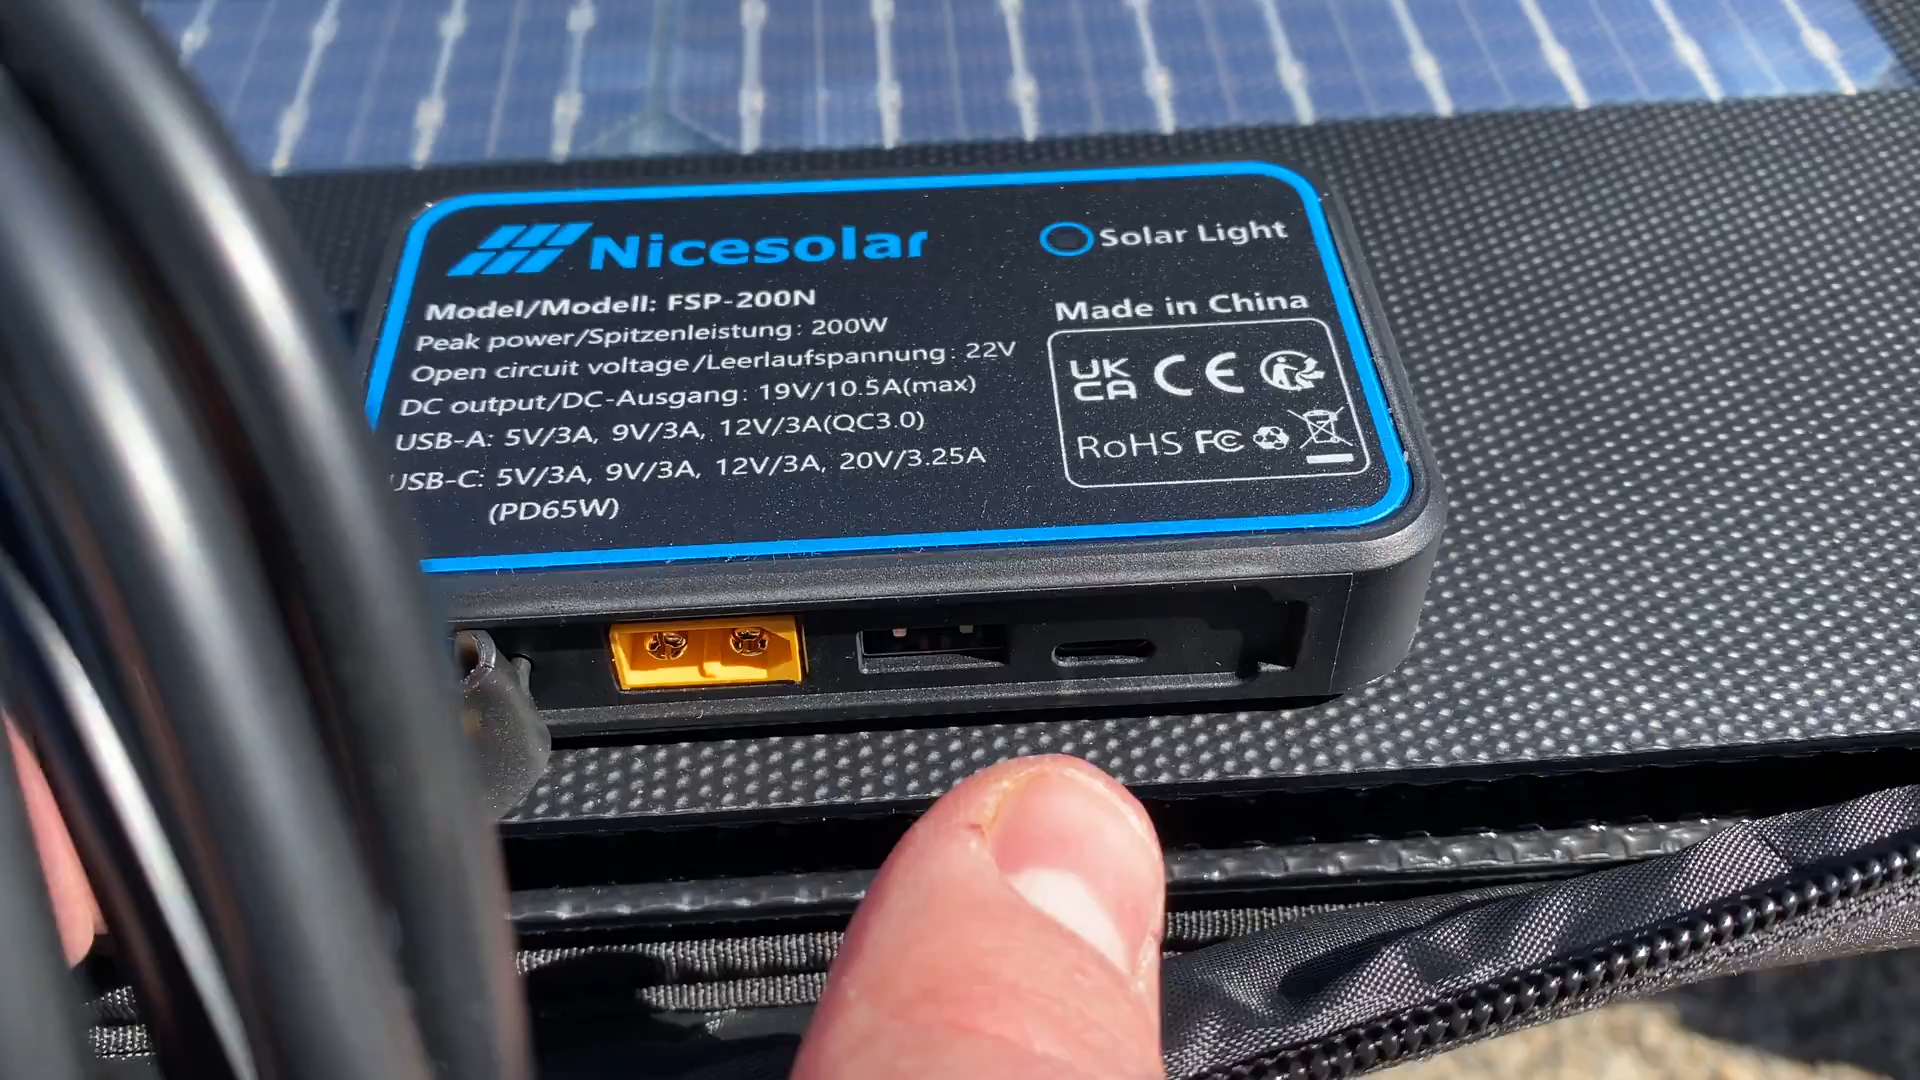 Nicesolar
Solar Light
Model/Modell: FSP-200N
Peak power/Spitzenleistung: 200W
Open circuit voltage/Leerlaufspannung: 22V
DC output/DC-Ausgang: 19V/10.5A(max)
USB-A: 5V/3A, 9V/3A, 12V/3A(QC3.0)
USB-C: 5V/3A, 9V/3A, 12V/3A, 20V/3.25A
(PD65W)
Made in China
UK
CA CE
RoHS FC